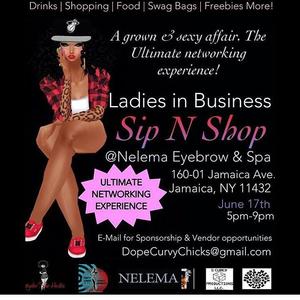 Drinks | Shopping | Food | Swag Bags | Freebies More!
A grown & sexy affair. The
Ultimate networking
experience!
Ladies in Business
Sip N Shop
@Nelema Eyebrow & Spa
160-01 Jamaica Ave.
Jamaica, NY 11432
June 17th
5pm-9pm
ULTIMATE
NETWORKING
EXPERIENCE
E-Mail for Sponsorship & Vendor opportunities
DopeCurvyChicks@gmail.com
NELEMA
PRODUCTIONS
LLC